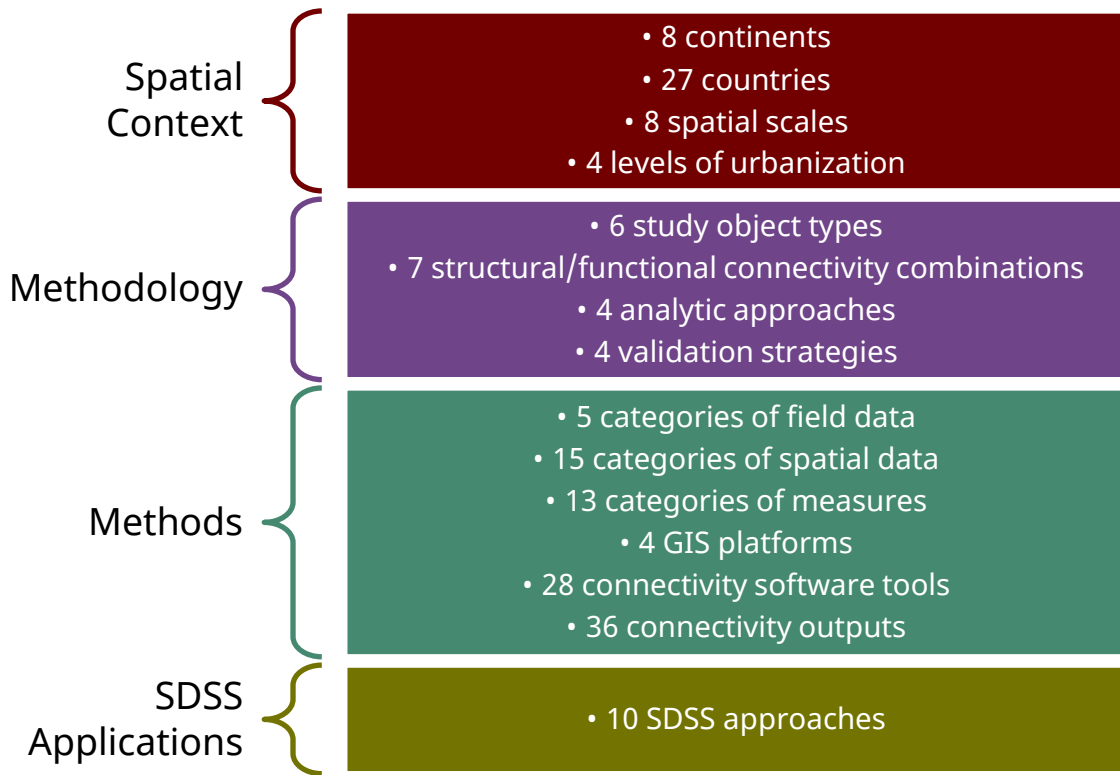 Spatial
Context
• 8 continents
• 27 countries
• 8 spatial scales
• 4 levels of urbanization
Methodology
• 6 study object types
• 7 structural/functional connectivity combinations
• 4 analytic approaches
• 4 validation strategies
Methods
• 5 categories of field data
• 15 categories of spatial data
• 13 categories of measures
• 4 GIS platforms
• 28 connectivity software tools
• 36 connectivity outputs
SDSS
Applications
• 10 SDSS approaches